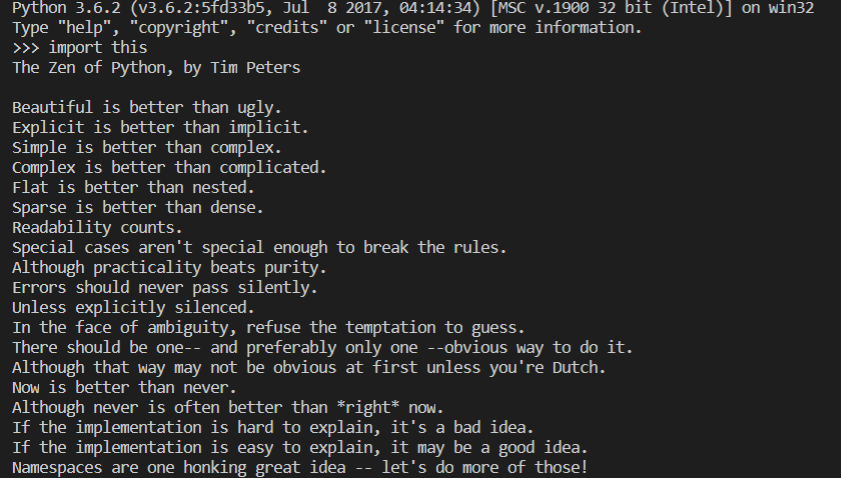 Python 3.6.2 (v3.6.2:5fd33b5, Jul  8 2017, 04:14:34) [MSC v.1900 32 bit (Intel)] on win32
Type "help", "copyright", "credits" or "license" for more information.
>>> import this
The Zen of Python, by Tim Peters

Beautiful is better than ugly.
Explicit is better than implicit.
Simple is better than complex.
Complex is better than complicated.
Flat is better than nested.
Sparse is better than dense.
Readability counts.
Special cases aren't special enough to break the rules.
Although practicality beats purity.
Errors should never pass silently.
Unless explicitly silenced.
In the face of ambiguity, refuse the temptation to guess.
There should be one-- and preferably only one --obvious way to do it.
Although that way may not be obvious at first unless you're Dutch.
Now is better than never.
Although never is often better than *right* now.
If the implementation is hard to explain, it's a bad idea.
If the implementation is easy to explain, it may be a good idea.
Namespaces are one honking great idea -- let's do more of those!